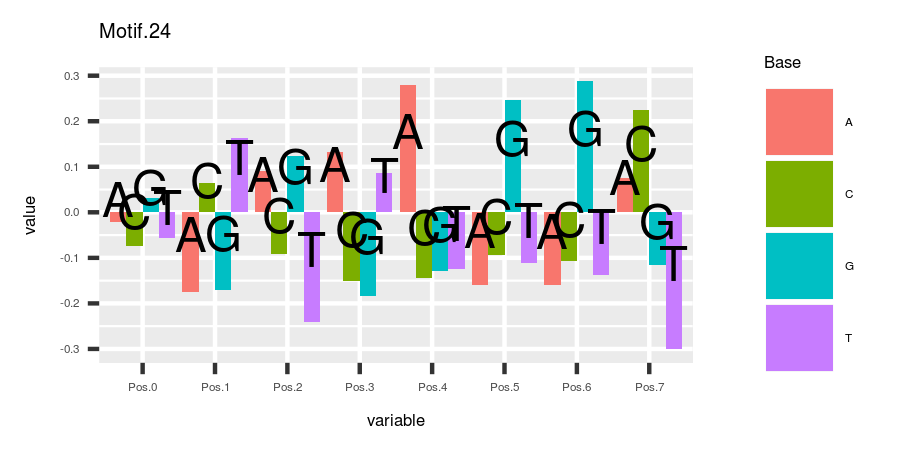 Motif.24
Base
0.3
0.2
0.1
0.0
-0.1
-0.2
-0.3
value
A C G T A C G T A C G T A C G T A C G T A C G T A C G T A C G T
Pos.0 Pos.1 Pos.2 Pos.3 Pos.4 Pos.5 Pos.6 Pos.7
variable
A
C
G
T